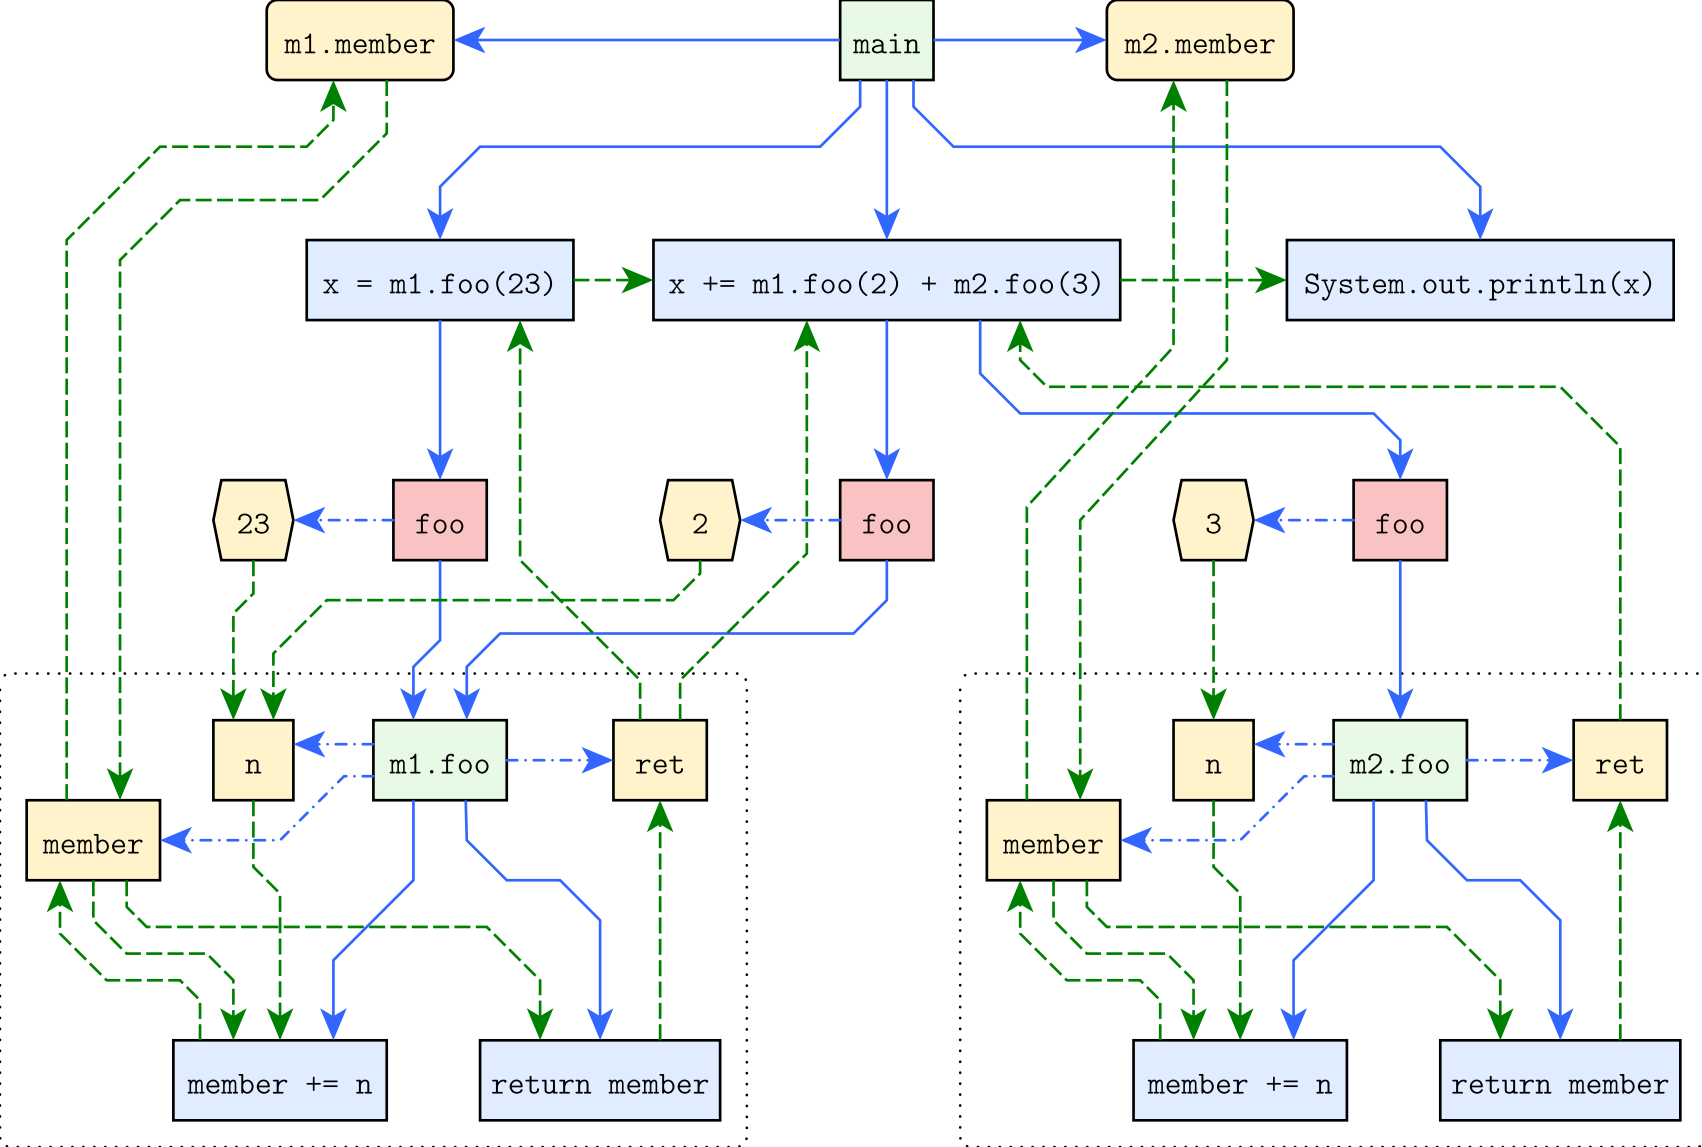 m1.member
main
m2.member
x = m1.foo(23)
x += m1.foo(2) + m2.foo(3)
System.out.println(x)
23
foo
2
foo
3
foo
n
m1.foo
ret
n
m2.foo
ret
member
member
member += n
return member
member += n
return member